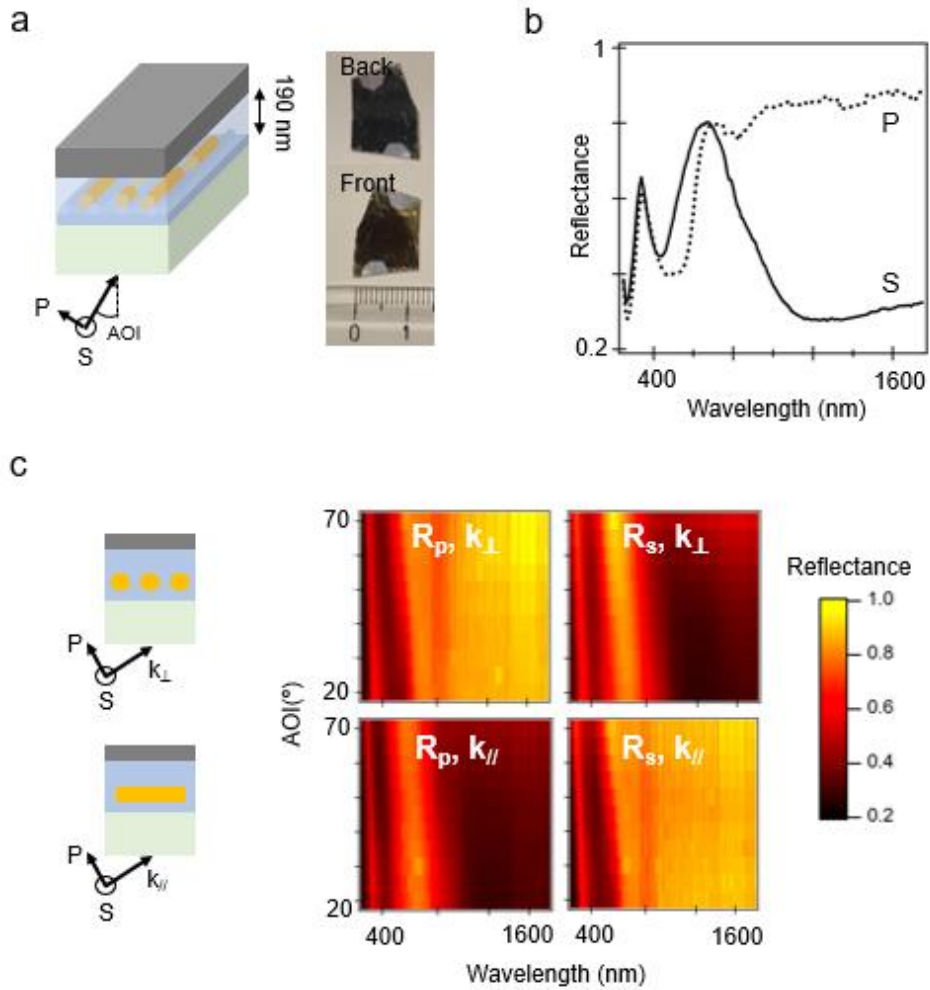 a
190 nm
P
AOI
S
Back
Front
0 1
b
1
Reflectance
0.2
P
S
400 1600
Wavelength (nm)
c
P
k⊥
S
P
k//
S
70
Rp, k⊥
Rs, k⊥
20
AOI(°)
70
Rp, k//
Rs, k//
20
400 1600 400 1600
Wavelength (nm)
Reflectance
1.0
0.8
0.6
0.4
0.2